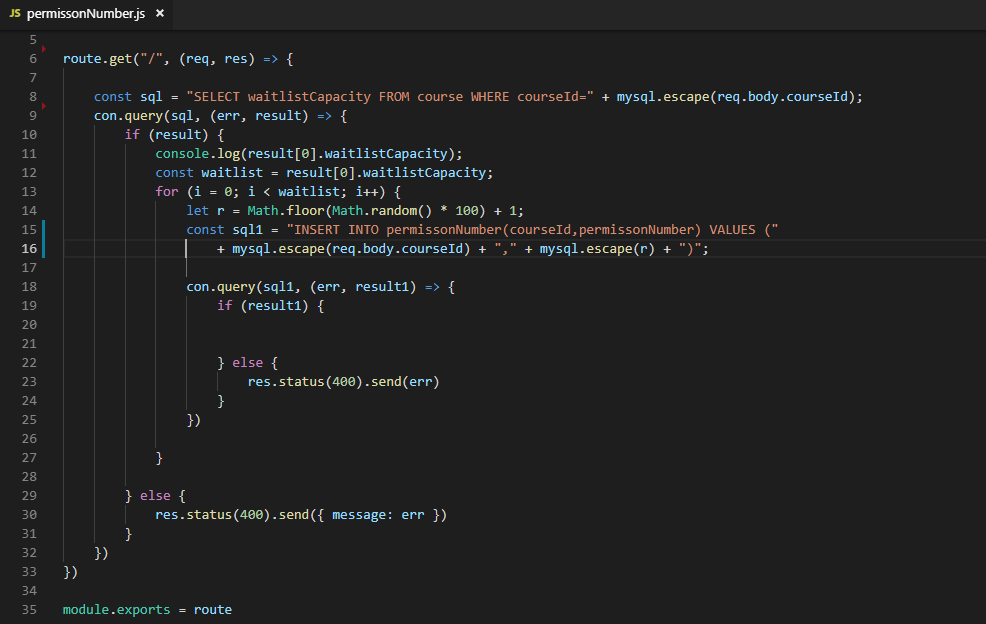 JS permissonNumber.js ×
5
6 route.get("/", (req, res) => {
7
8 const sql = "SELECT waitlistCapacity FROM course WHERE courseId=" + mysql.escape(req.body.courseId);
9 con.query(sql, (err, result) => {
10 if (result) {
11 console.log(result[0].waitlistCapacity);
12 const waitlist = result[0].waitlistCapacity;
13 for (i = 0; i < waitlist; i++) {
14 let r = Math.floor(Math.random() * 100) + 1;
15 const sql1 = "INSERT INTO permissonNumber(courseId,permissonNumber) VALUES ("
16 + mysql.escape(req.body.courseId) + "," + mysql.escape(r) + ")";
17
18 con.query(sql1, (err, result1) => {
19 if (result1) {
20
21
22 } else {
23 res.status(400).send(err)
24 }
25 })
26
27 }
28
29 } else {
30 res.status(400).send({ message: err })
31 }
32 })
33 })
34
35 module.exports = route